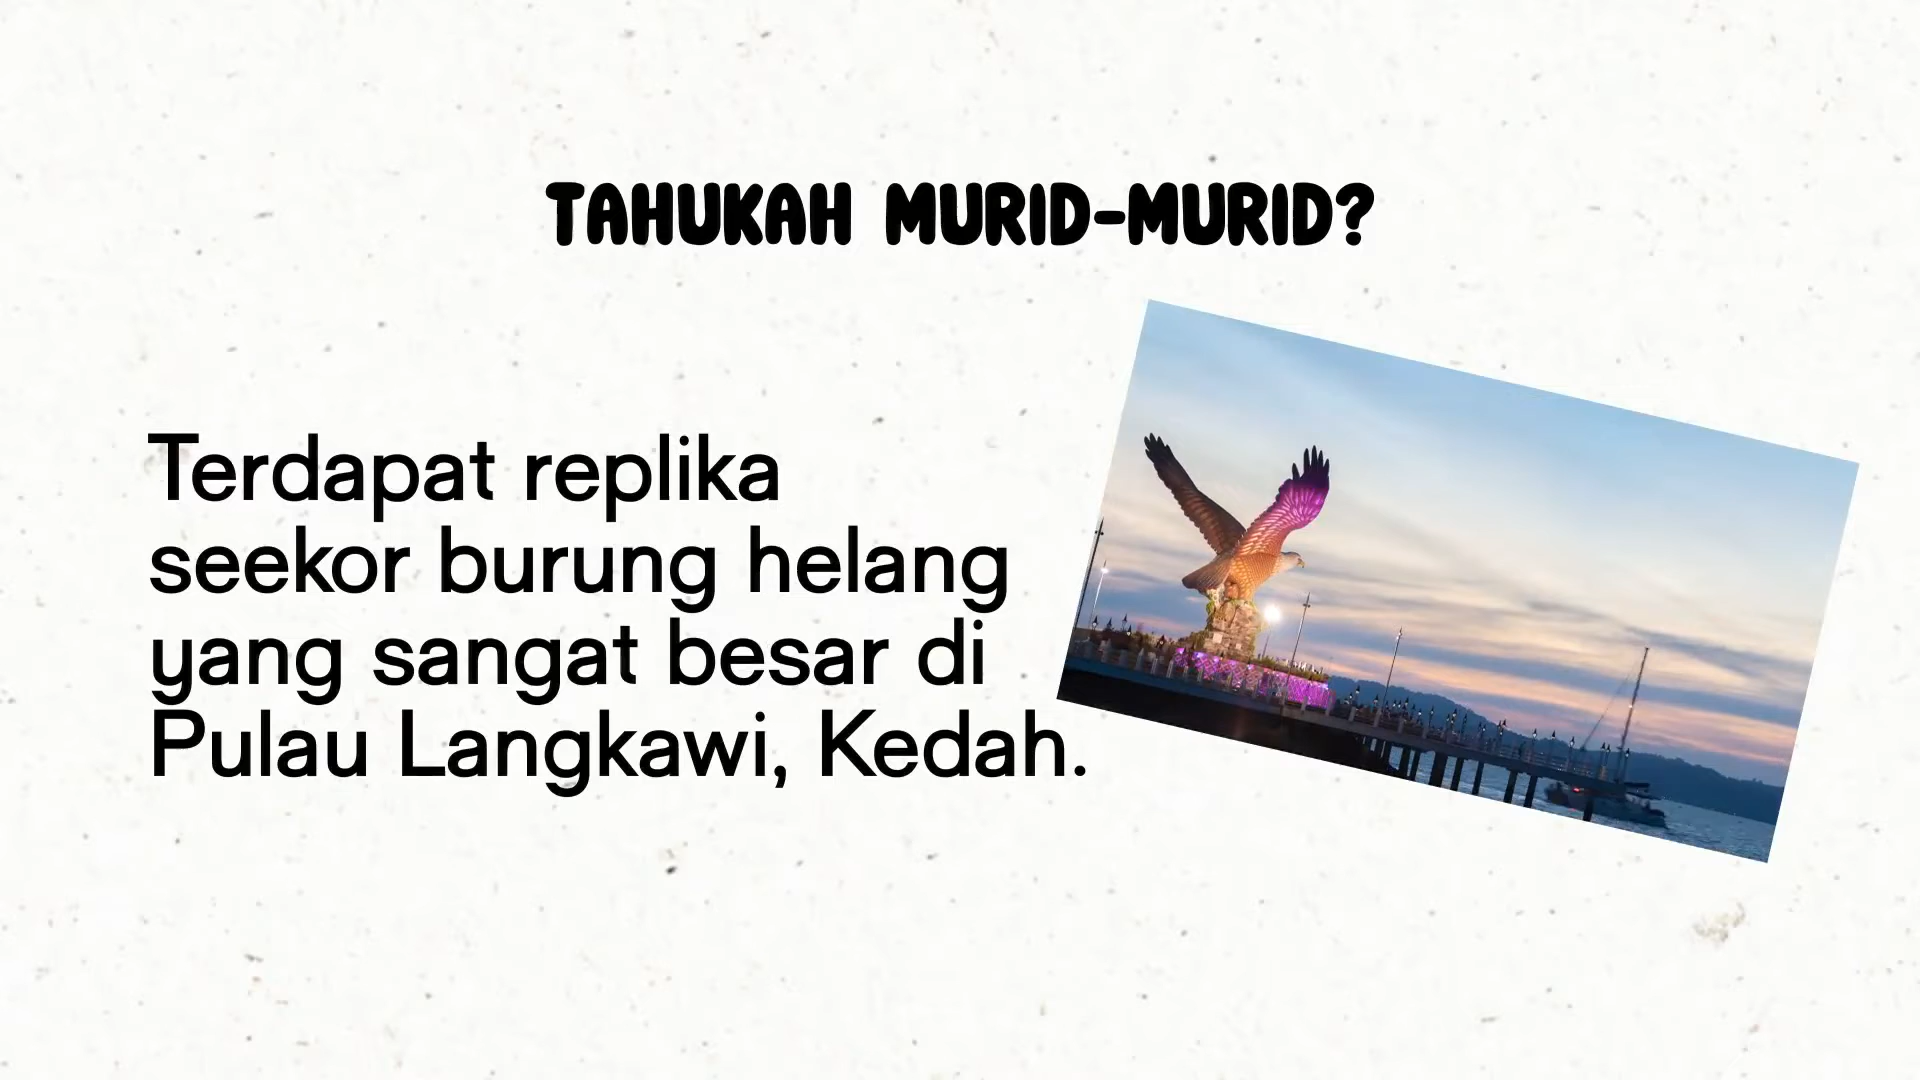 TAHUKAH MURID-MURID?
Terdapat replika
seekor burung helang
yang sangat besar di
Pulau Langkawi, Kedah.